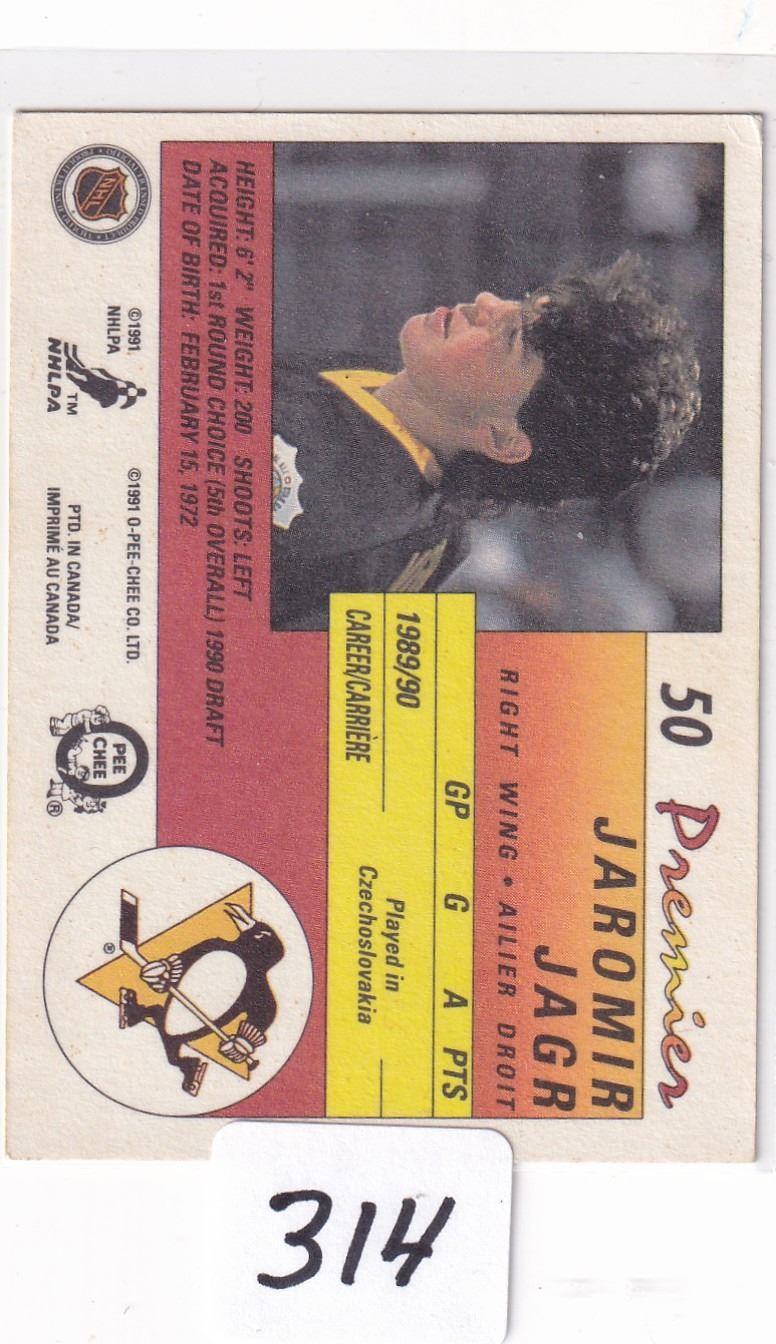 50 Premier
JAROMIR
JAGR
RIGHT WING • AILIER DROIT
GP G A PTS
1989/90 Played in
CAREER/CARRIÈRE Czechoslovakia
HEIGHT: 6' 2" WEIGHT: 200 SHOOTS: LEFT
ACQUIRED: 1st ROUND CHOICE (5th OVERALL) 1990 DRAFT
DATE OF BIRTH: FEBRUARY 15, 1972
NHL
©1991,
NHLPA
TM
NHLPA
©1991 O-PEE-CHEE CO. LTD.
PTD. IN CANADA/
IMPRIMÉ AU CANADA
PEE
CHEE
®
®
314